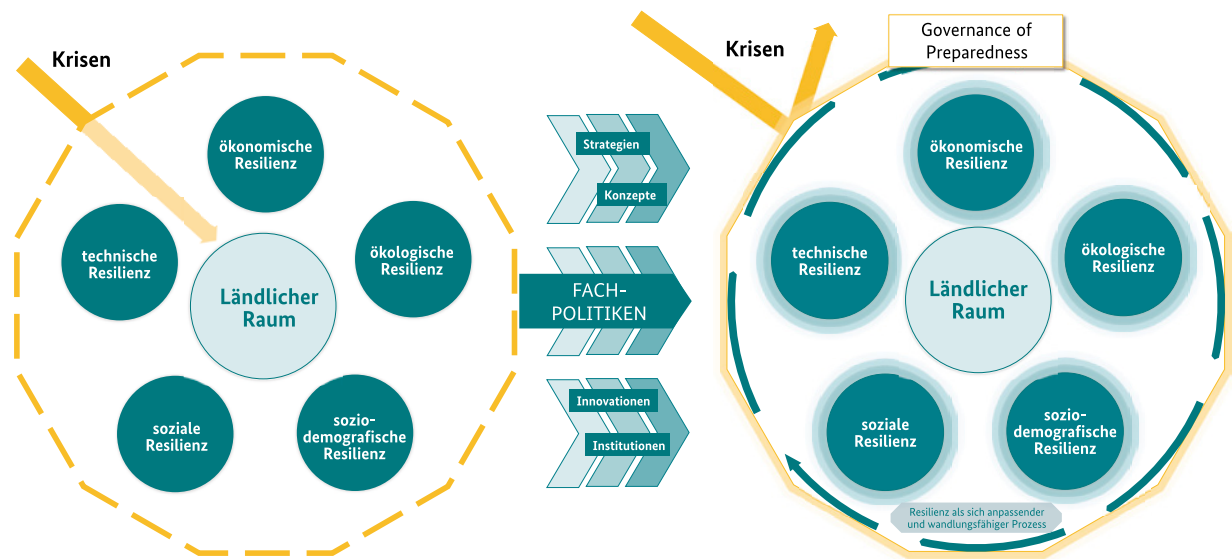 Krisen
ökonomische
Resilienz
technische
Resilienz
ökologische
Resilienz
Ländlicher
Raum
soziale
Resilienz
sozio-
demografische
Resilienz
Strategien
Konzepte
FACH-
POLITIKEN
Innovationen
Institutionen
Krisen
Governance of
Preparedness
ökonomische
Resilienz
technische
Resilienz
ökologische
Resilienz
Ländlicher
Raum
soziale
Resilienz
sozio-
demografische
Resilienz
Resilienz als sich anpassender
und wandlungsfähiger Prozess